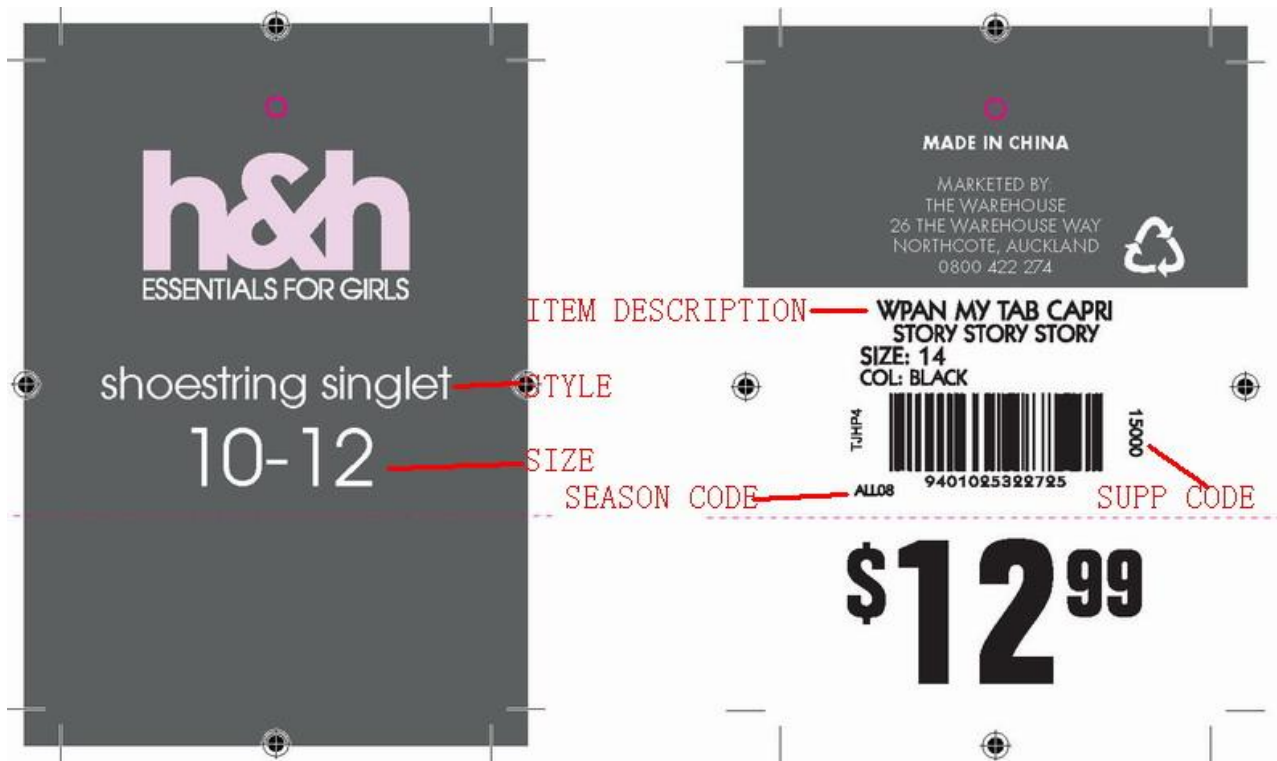 h&h
ESSENTIALS FOR GIRLS
shoestring singlet
STYLE
10-12
SIZE
MADE IN CHINA
MARKETED BY:
THE WAREHOUSE
26 THE WAREHOUSE WAY
NORTHCOTE, AUCKLAND
0800 422 274
ITEM DESCRIPTION
WPAN MY TAB CAPRI
STORY STORY STORY
SIZE: 14
COL: BLACK
TJHP4
15000
9401025322725
SEASON CODE
ALL08
SUPP CODE
$12 99